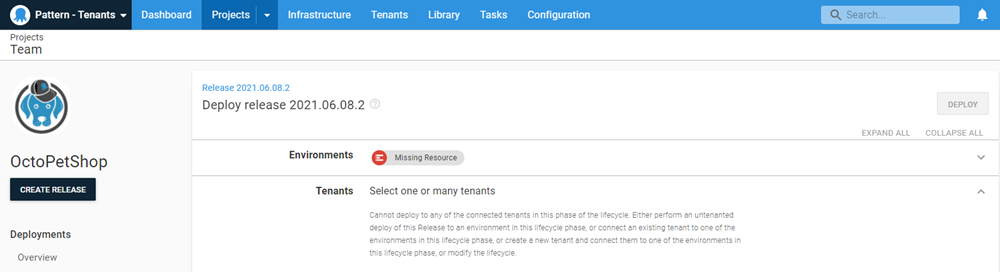 Pattern - Tenants Dashboard Projects Infrastructure Tenants Library Tasks Configuration Search...
Projects
Team
Release 2021.06.08.2
Deploy release 2021.06.08.2
DEPLOY
EXPAND ALL COLLAPSE ALL
Environments Missing Resource
OctoPetShop
CREATE RELEASE
Tenants Select one or many tenants
Cannot deploy to any of the connected tenants in this phase of the lifecycle. Either perform an untenanted
deploy of this Release to an environment in this lifecycle phase, or connect an existing tenant to one of the
environments in this lifecycle phase, or create a new tenant and connect them to one of the environments in
this lifecycle phase, or modify the lifecycle.
Deployments
Overview